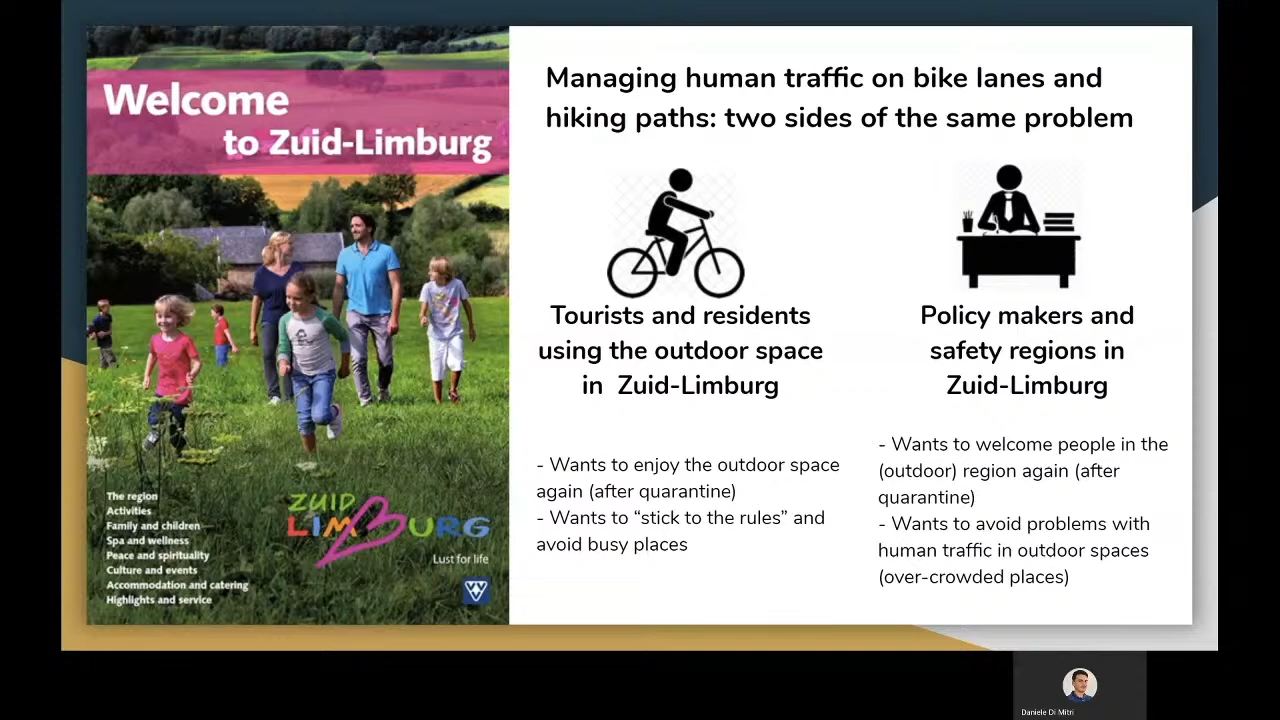 Welcome
to Zuid-Limburg
The region
Activities
Family and children
Spa and wellness
Peace and spirituality
Culture and events
Accommodation and catering
Highlights and service
ZUID
LIMBURG
Lust for life
Managing human traffic on bike lanes and
hiking paths: two sides of the same problem
Tourists and residents
using the outdoor space
in Zuid-Limburg
- Wants to enjoy the outdoor space
again (after quarantine)
- Wants to “stick to the rules” and
avoid busy places
Policy makers and
safety regions in
Zuid-Limburg
- Wants to welcome people in the
(outdoor) region again (after
quarantine)
- Wants to avoid problems with
human traffic in outdoor spaces
(over-crowded places)
Daniele Di Mitri